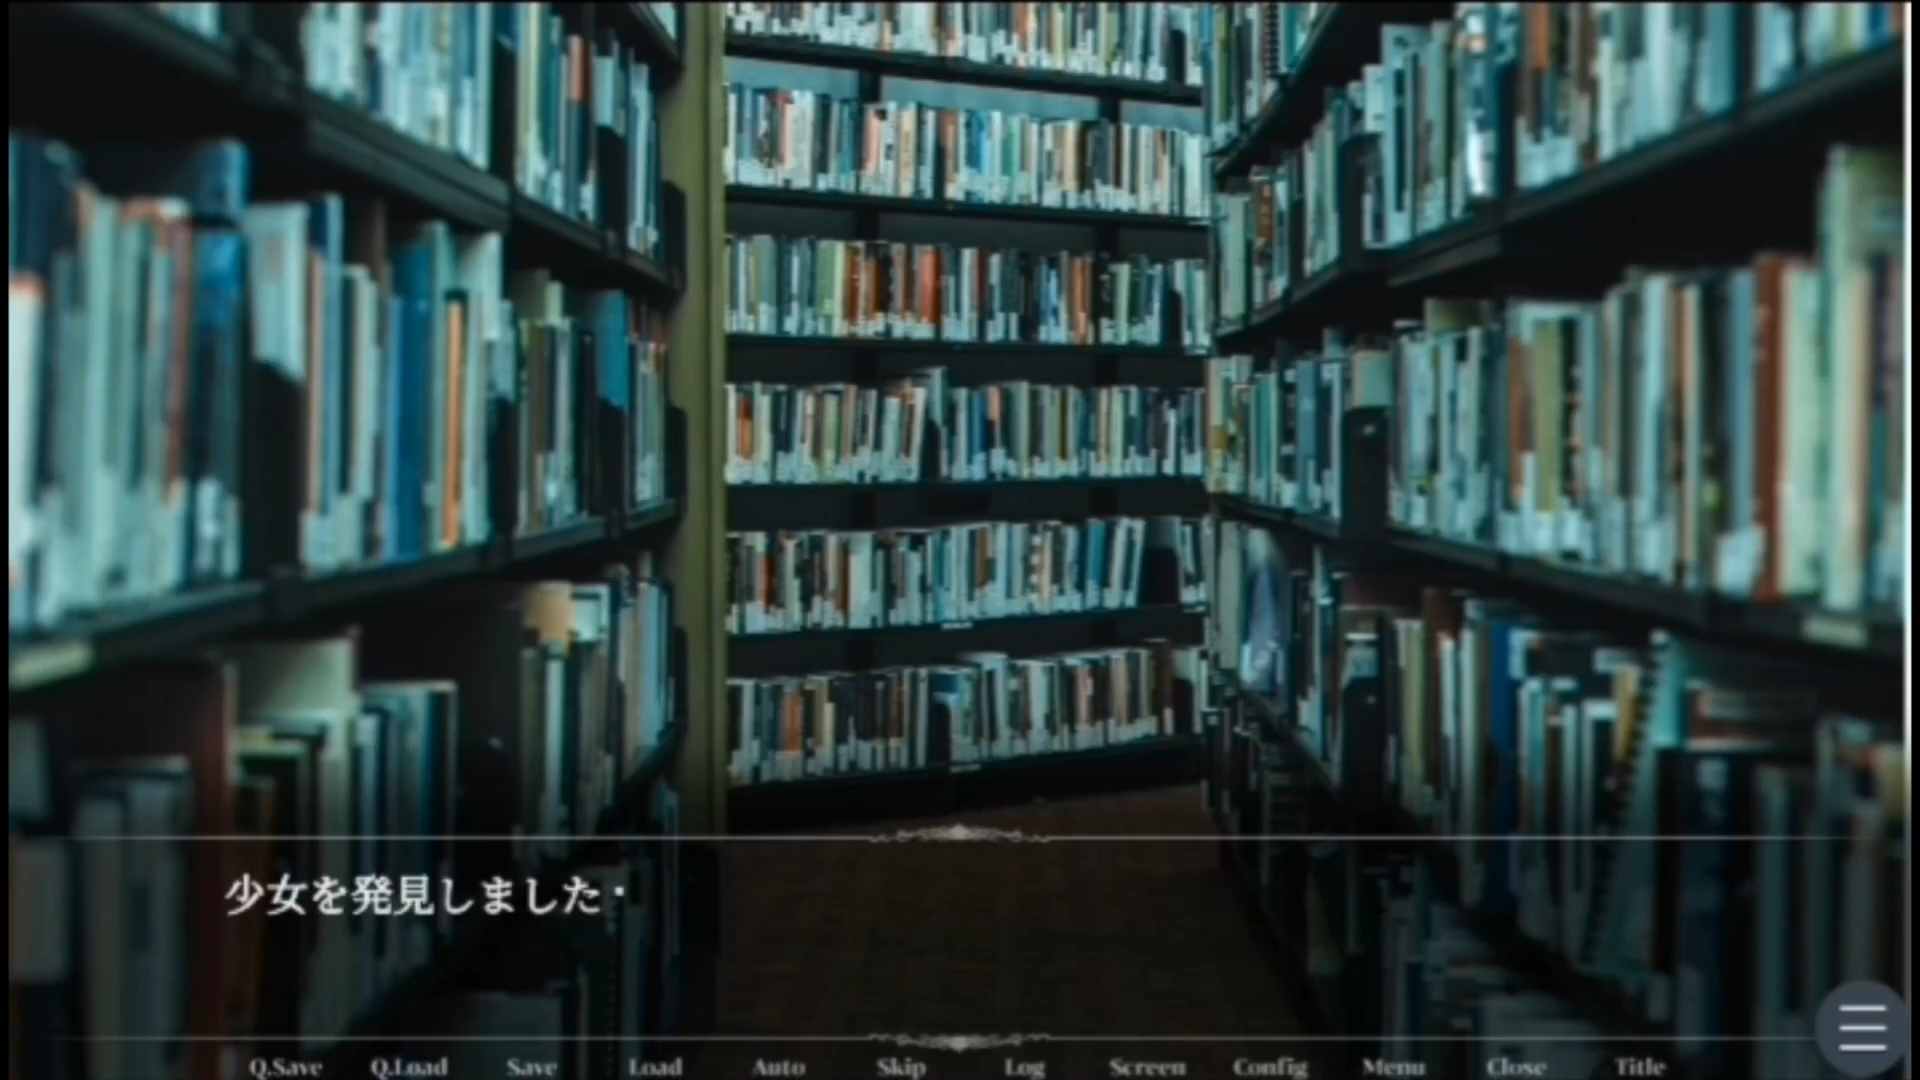 少女を発見しました・
Q.Save Q.Load Save Load Auto Skip Log Screen Config Menu Close Title